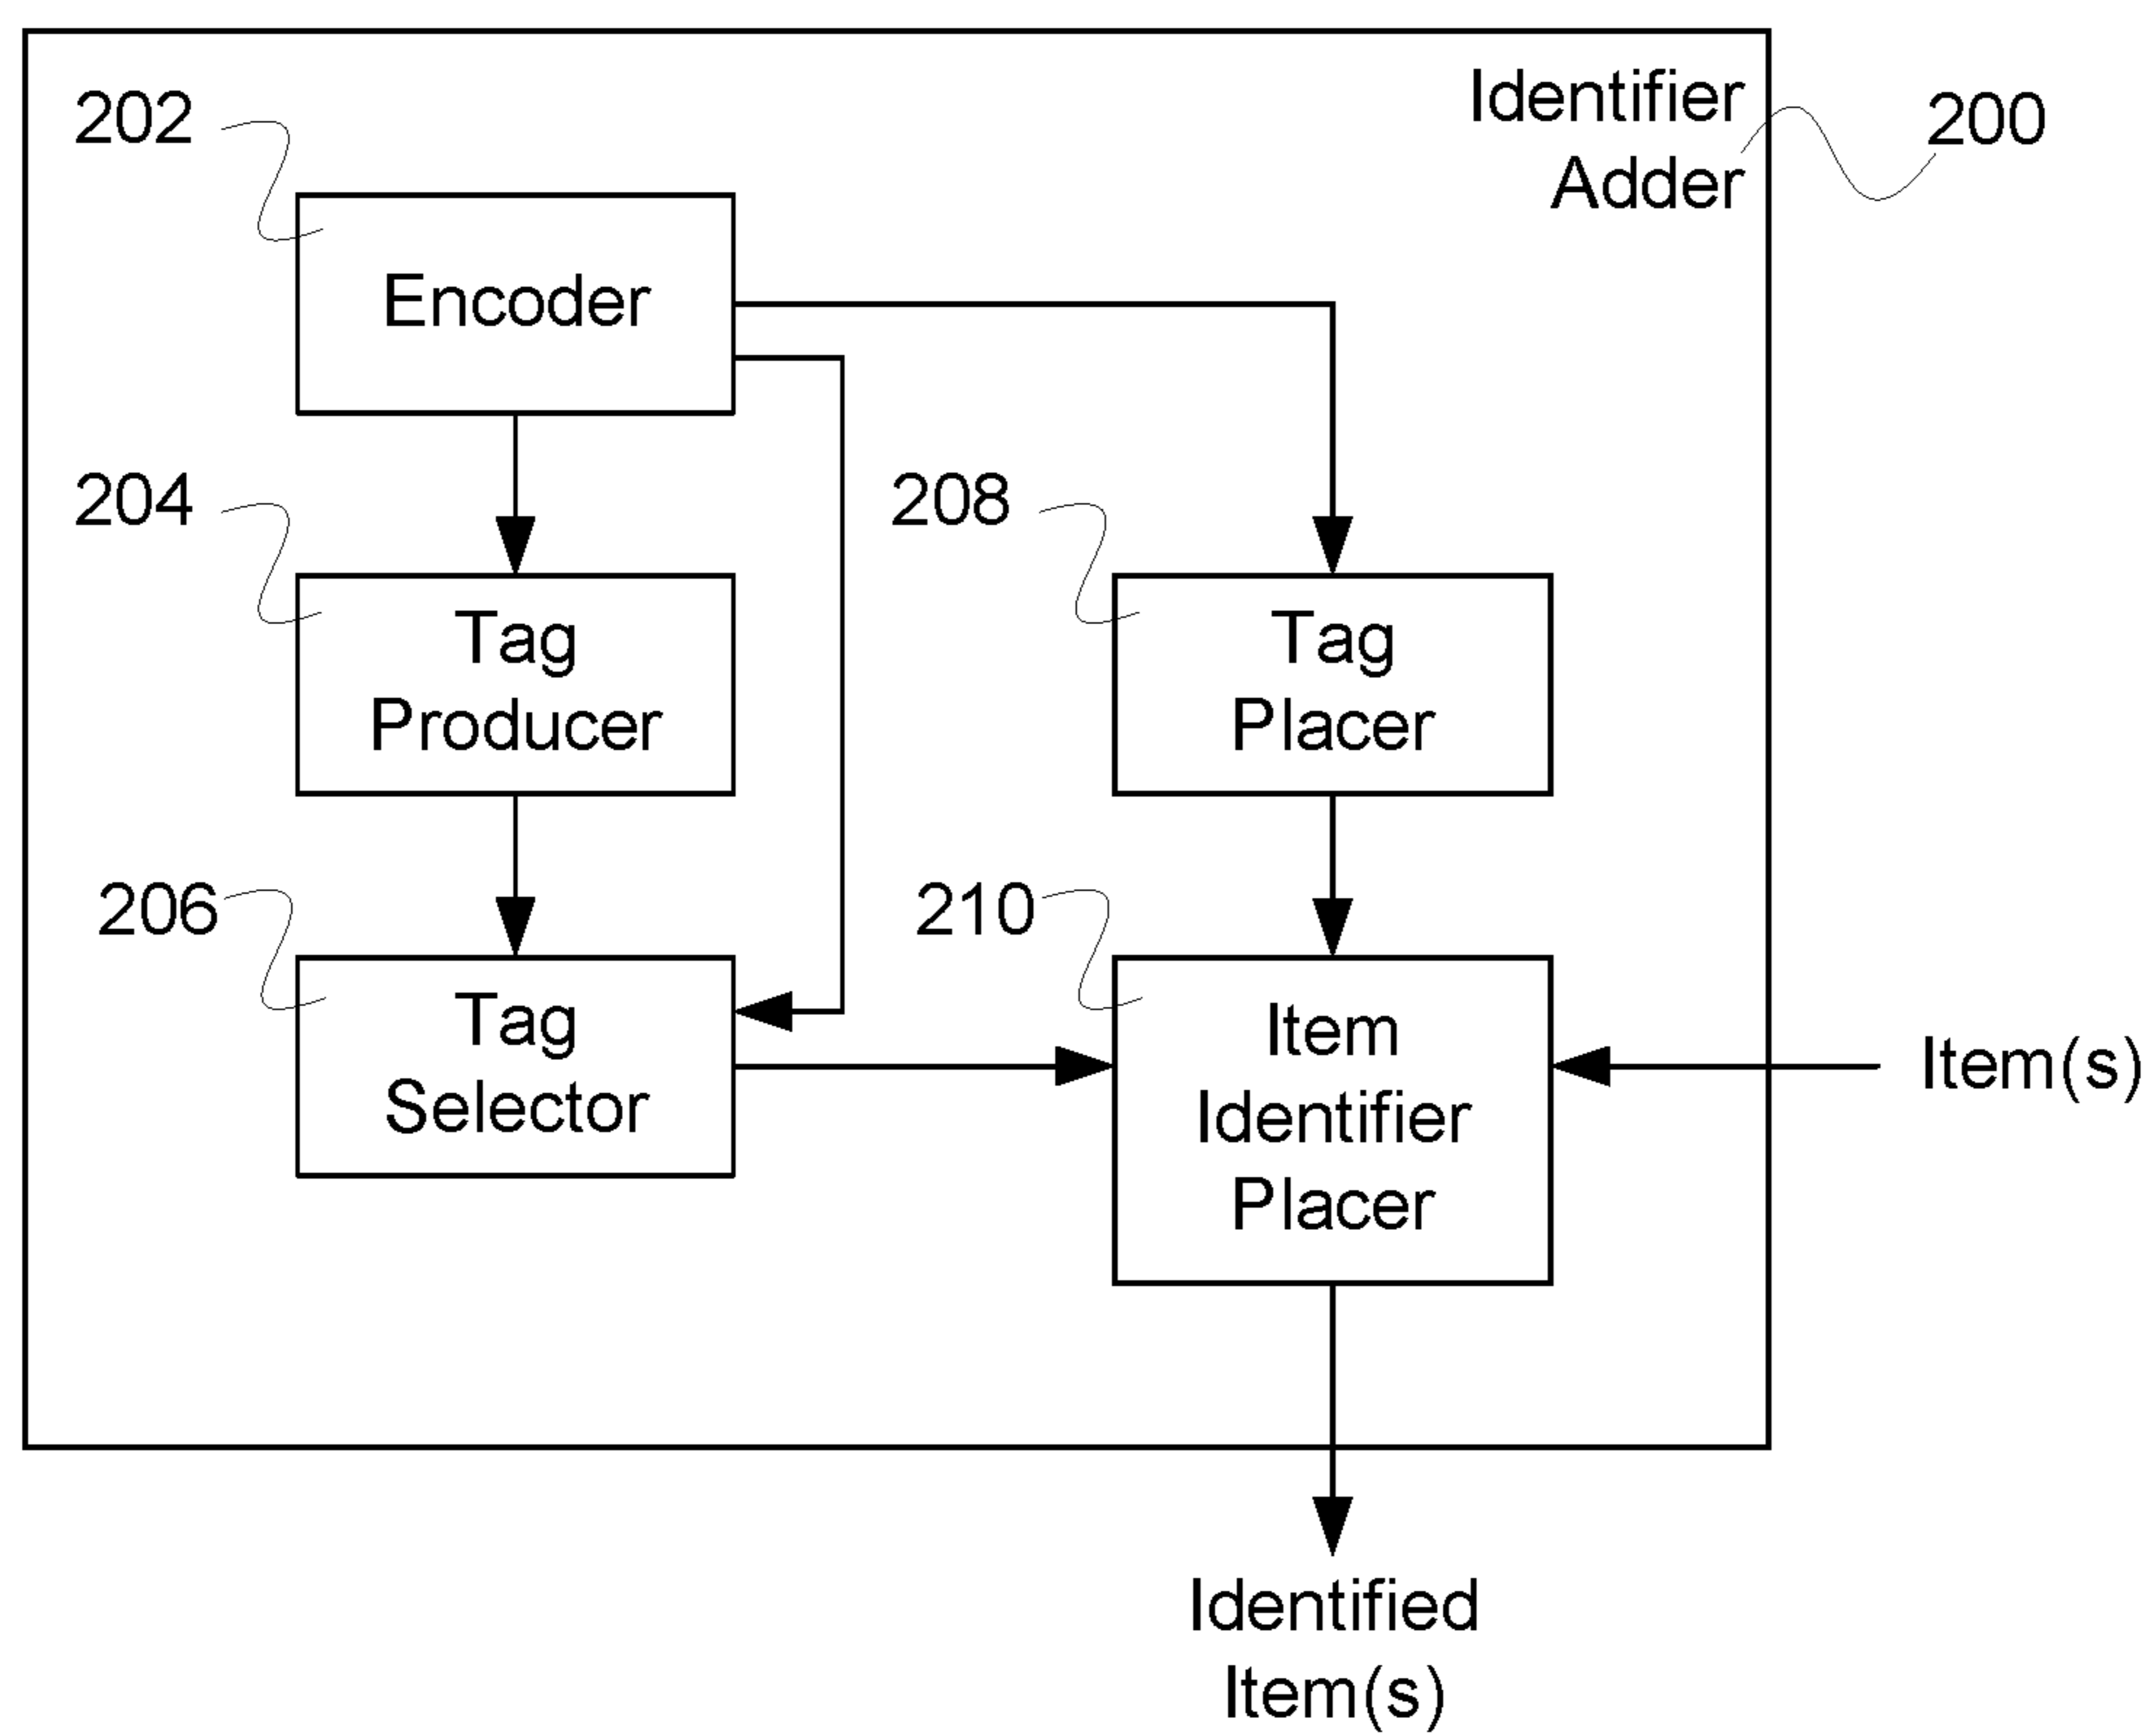 Identifier
Adder
200
202
Encoder
204
Tag
Producer
208
Tag
Placer
206
Tag
Selector
210
Item
Identifier
Placer
Item(s)
Identified
Item(s)